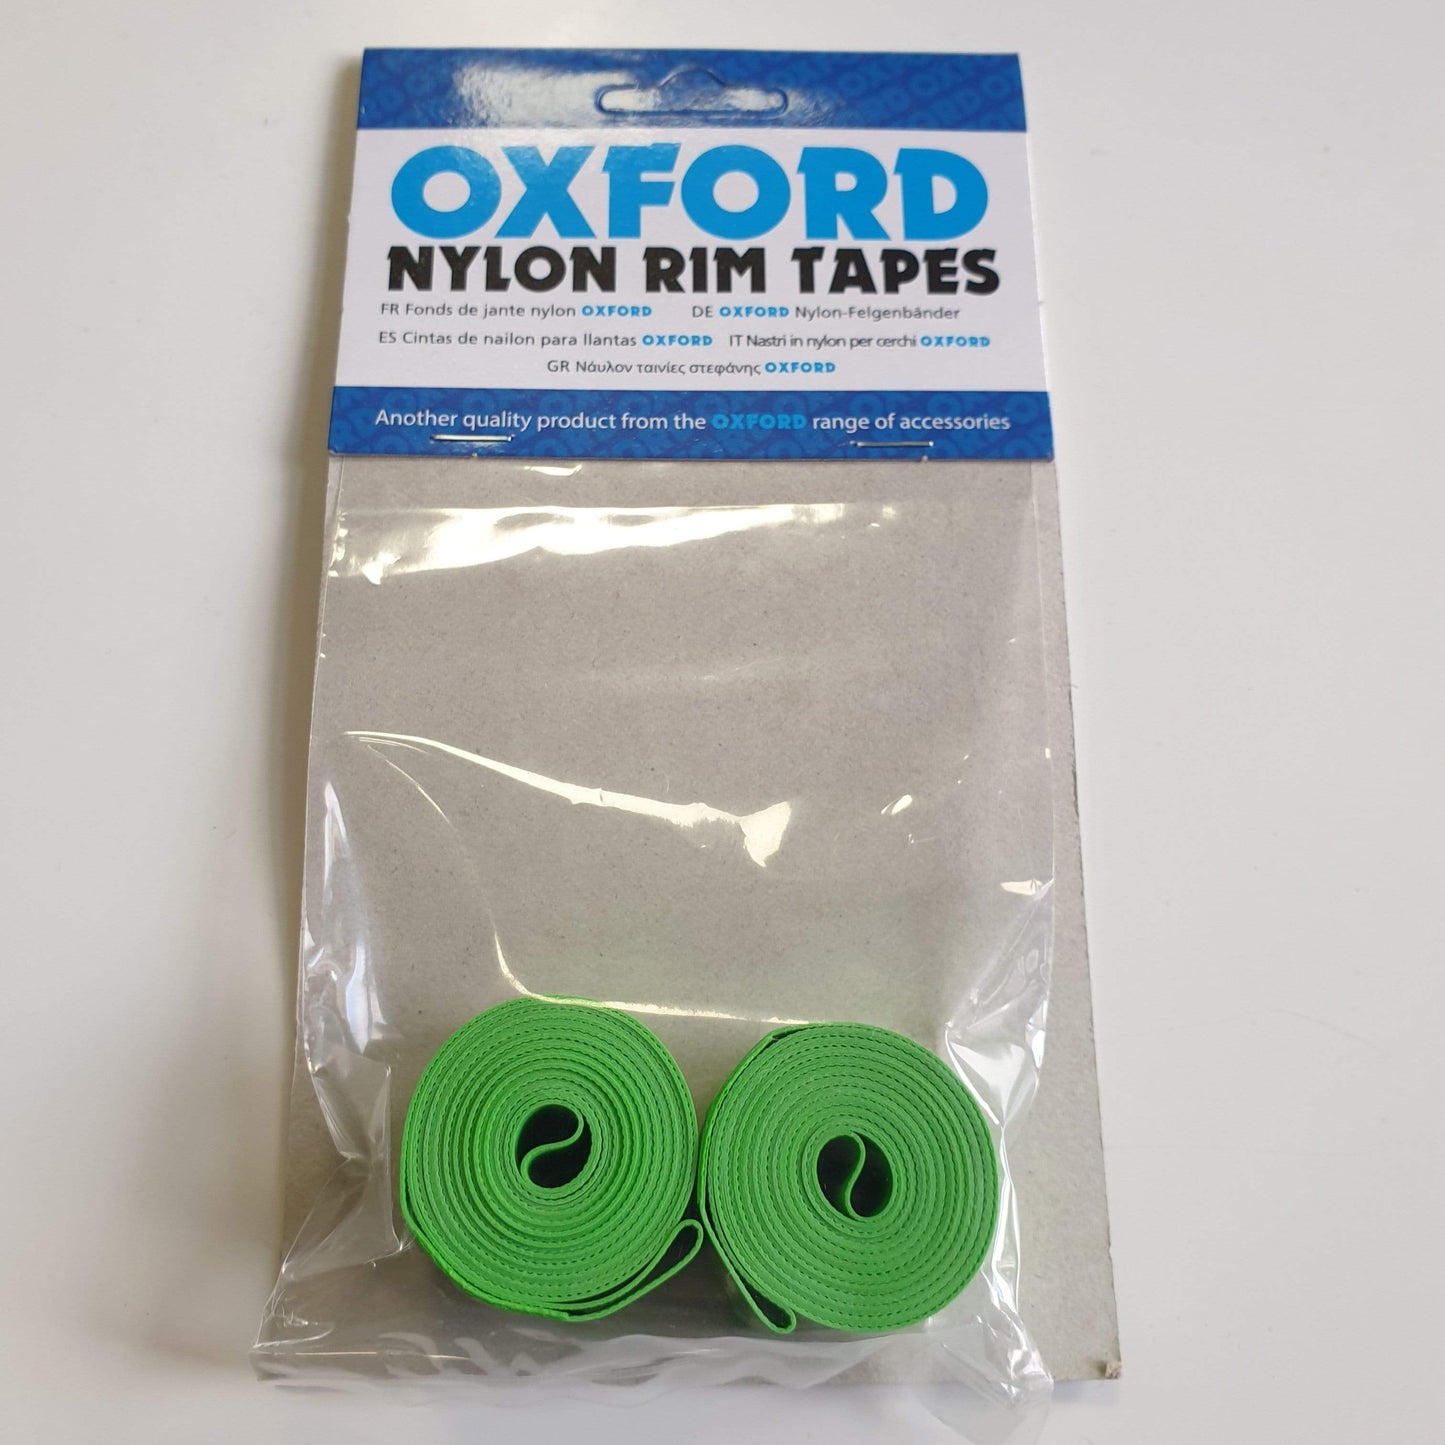 OXFORD
NYLON RIM TAPES
FR Fonds de jante nylon OXFORD DE OXFORD Nylon-Felgenbänder
ES Cintas de nailon para llantas OXFORD IT Nastri in nylon per cerchi OXFORD
GR Νάυλον ταινίες στεφάνης OXFORD
Another quality product from the OXFORD range of accessories